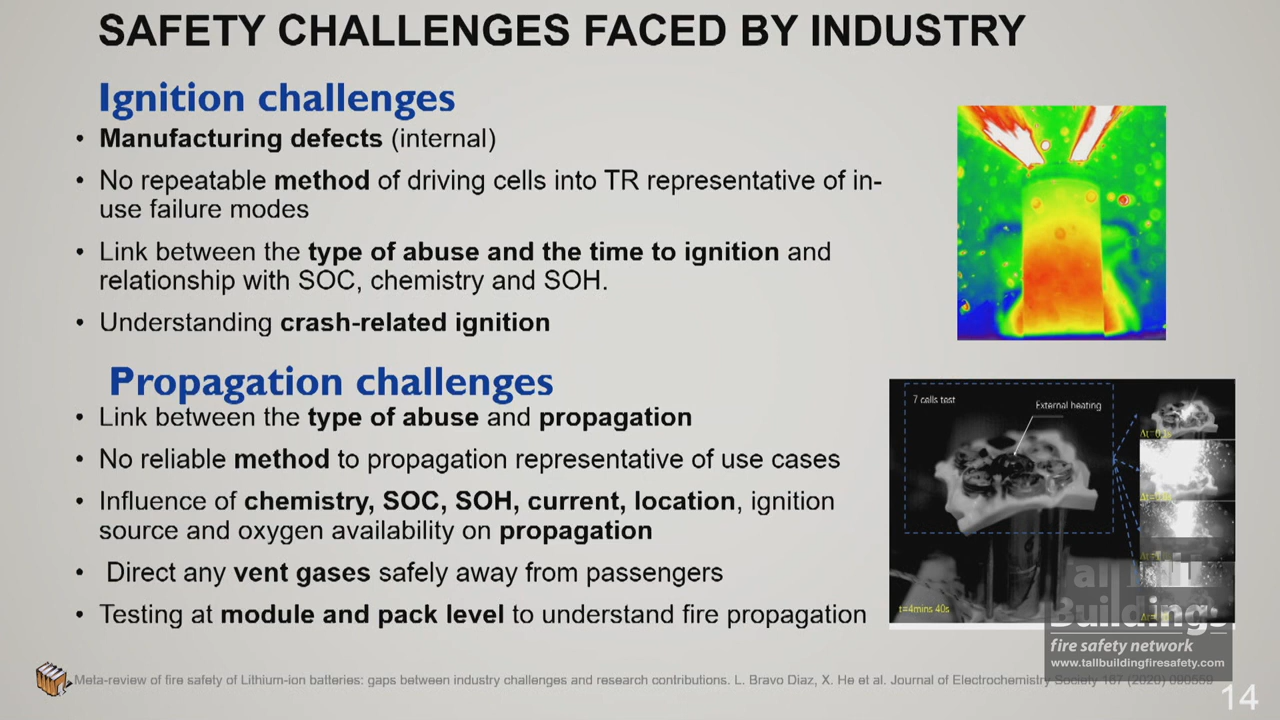 SAFETY CHALLENGES FACED BY INDUSTRY
Ignition challenges
• Manufacturing defects (internal)
• No repeatable method of driving cells into TR representative of in-
use failure modes
• Link between the type of abuse and the time to ignition and
relationship with SOC, chemistry and SOH.
• Understanding crash-related ignition
Propagation challenges
• Link between the type of abuse and propagation
• No reliable method to propagation representative of use cases
• Influence of chemistry, SOC, SOH, current, location, ignition
source and oxygen availability on propagation
• Direct any vent gases safely away from passengers
• Testing at module and pack level to understand fire propagation
7 cells test
External heating
t=4mins 40s
Tall
Buildings
fire safety network
www.tallbuildingfiresafety.com
Meta-review of fire safety of Lithium-ion batteries: gaps between industry challenges and research contributions. L. Bravo Diaz, X. He et al. Journal of Electrochemistry Society 167 (2020) 090559
14